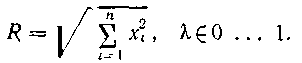 R = √(∑_{i=1}^{n} x_i^2), λ∈0 ... 1.